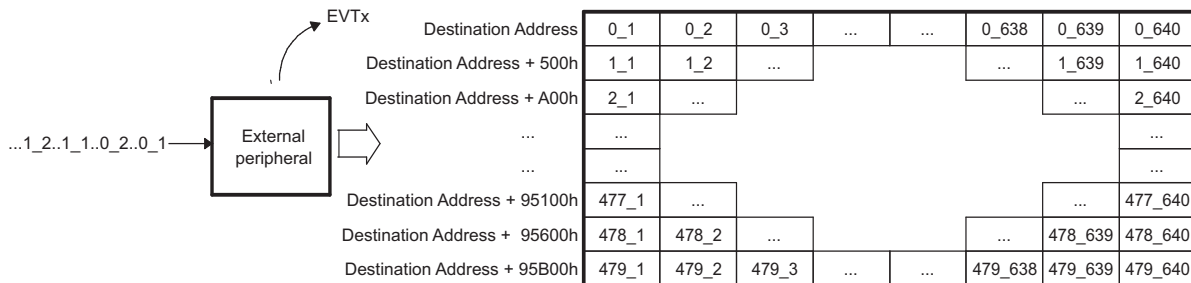 EVTx
...1_2..1_1..0_2..0_1
External
peripheral
Destination Address 0_1 0_2 0_3 ... ... 0_638 0_639 0_640
Destination Address + 500h 1_1 1_2 ... ... 1_639 1_640
Destination Address + A00h 2_1 ... ... 2_640
... ... ...
... ... ...
Destination Address + 95100h 477_1 ... ... 477_640
Destination Address + 95600h 478_1 478_2 ... ... 478_639 478_640
Destination Address + 95B00h 479_1 479_2 479_3 ... ... 479_638 479_639 479_640